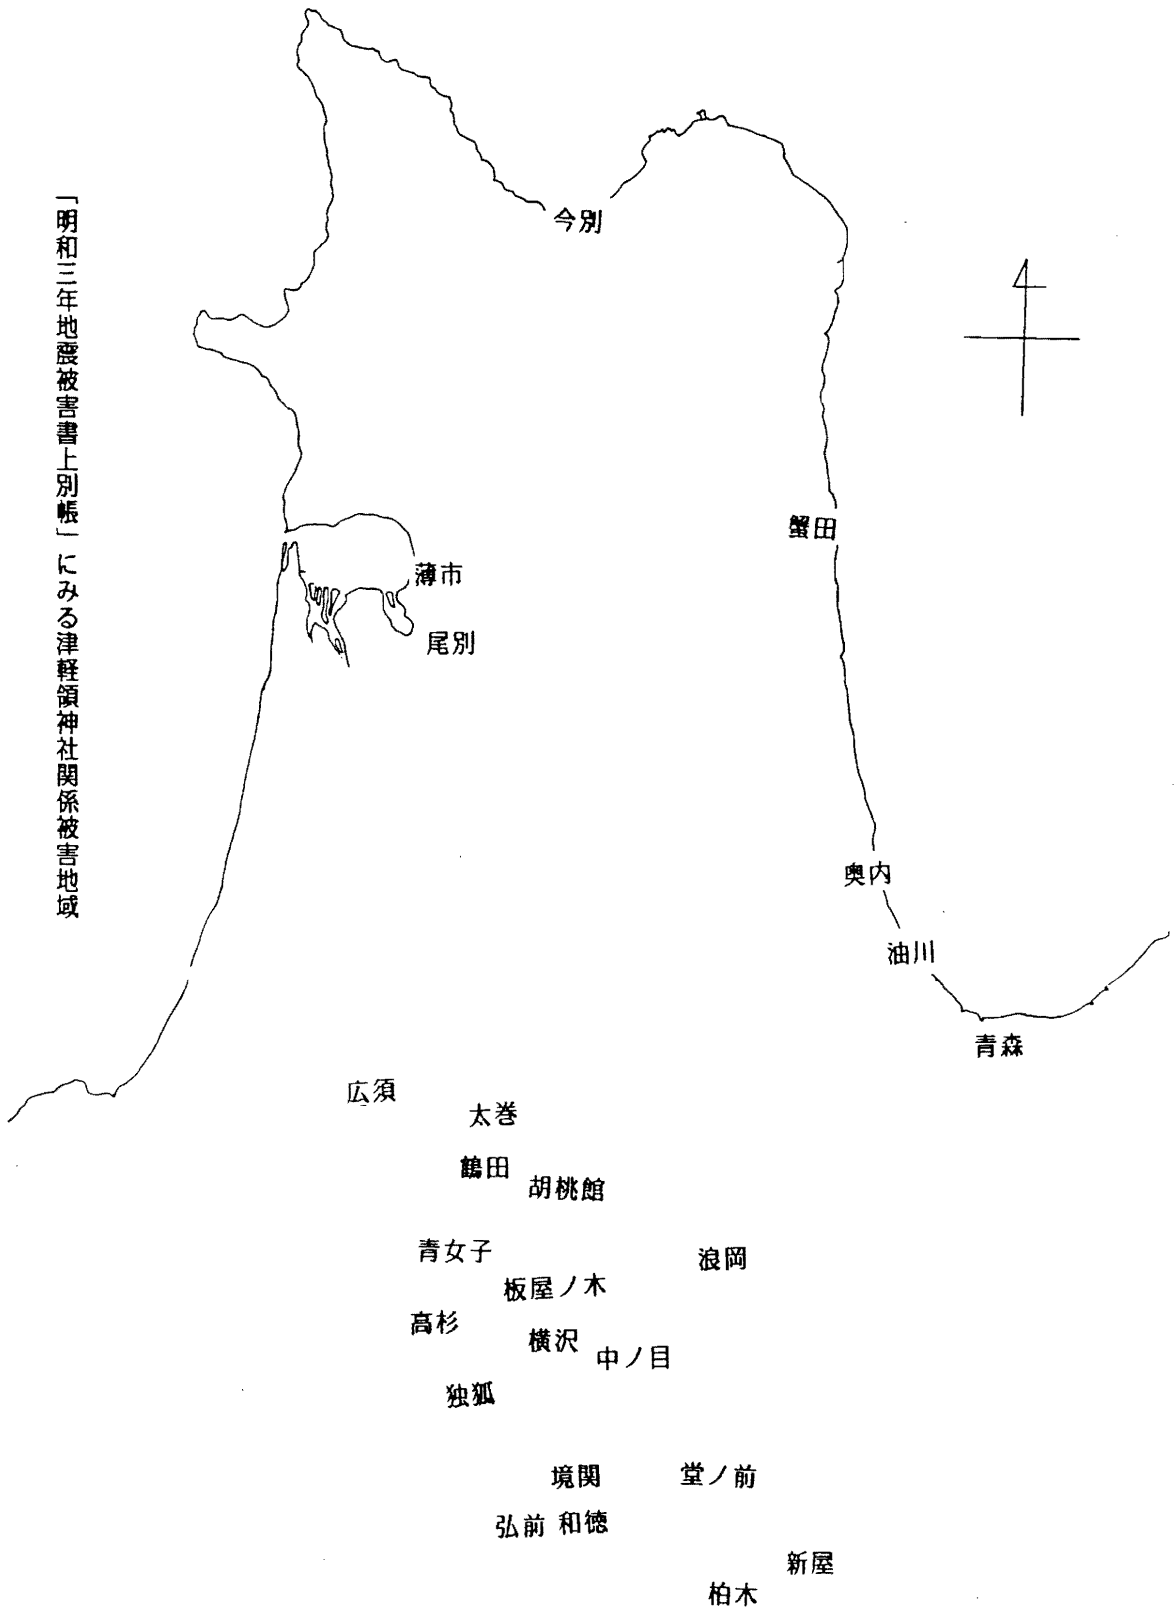 「明和三年地震被害書上別帳」にみる津軽領神社関係被害地域
今別
蟹田
薄市
尾別
奥内
油川
青森
広須
太巻
鶴田
胡桃館
青女子
浪岡
板屋ノ木
高杉
横沢
中ノ目
独狐
境関
堂ノ前
弘前 和徳
新屋
柏木